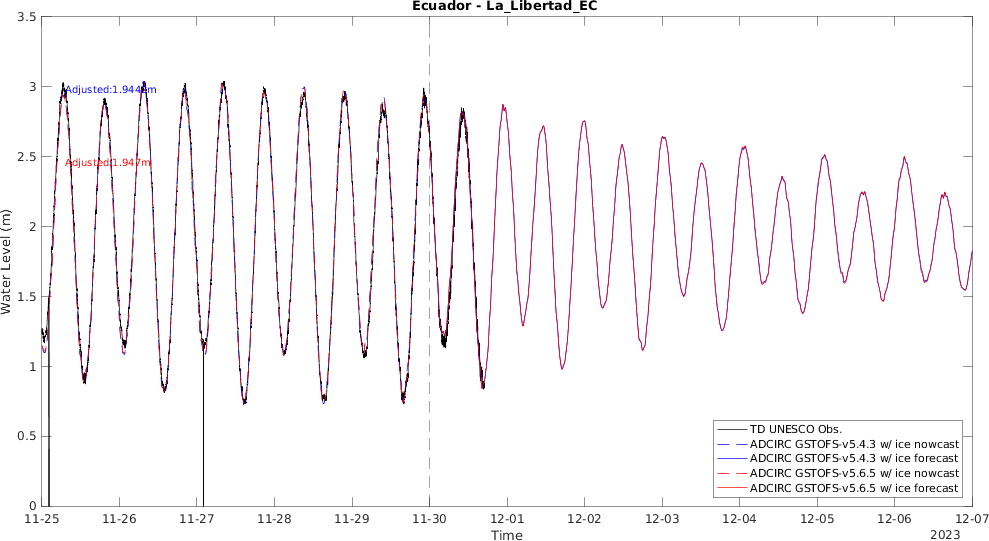 Ecuador - La_Libertad_EC
3.5
3
2.5
2
1.5
1
0.5
0
Water Level (m)
Adjusted:1.944m
Adjusted:1.947m
TD UNESCO Obs.
ADCIRC GSTOFS-v5.4.3 w/ ice nowcast
ADCIRC GSTOFS-v5.4.3 w/ ice forecast
ADCIRC GSTOFS-v5.6.5 w/ ice nowcast
ADCIRC GSTOFS-v5.6.5 w/ ice forecast
11-25 11-26 11-27 11-28 11-29 11-30 12-01 12-02 12-03 12-04 12-05 12-06 12-07
Time
2023